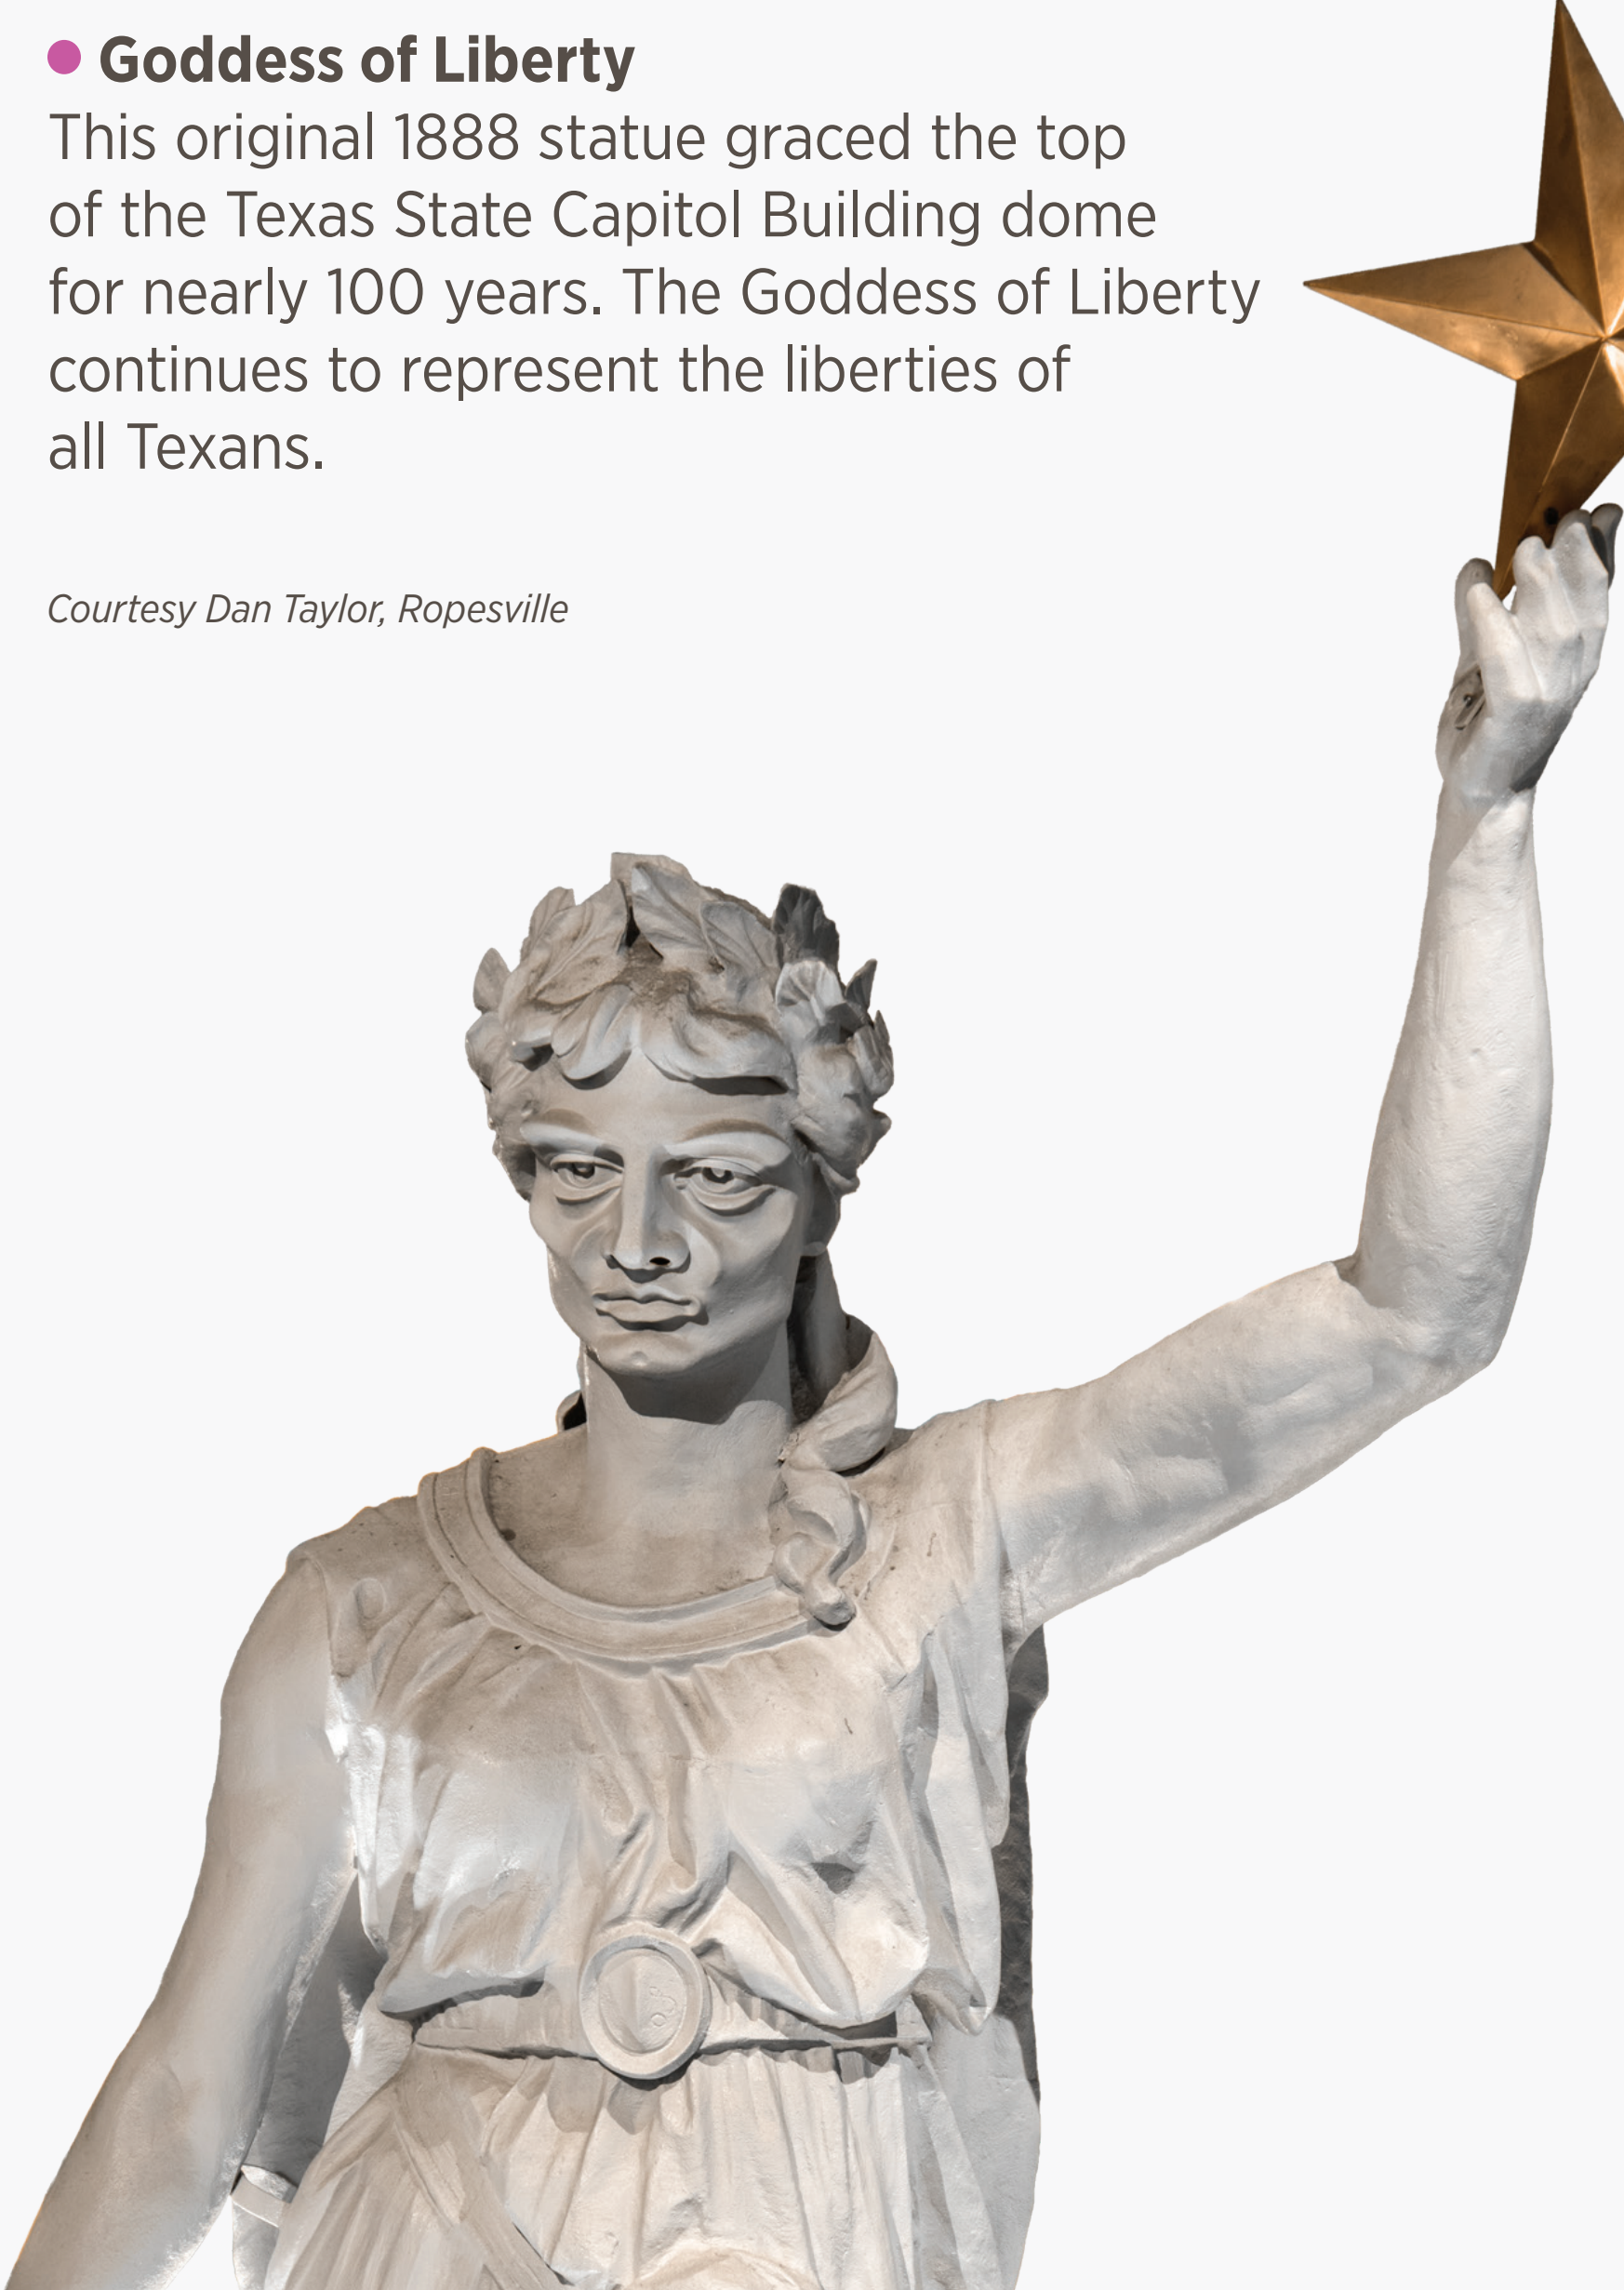 Goddess of Liberty
This original 1888 statue graced the top
of the Texas State Capitol Building dome
for nearly 100 years. The Goddess of Liberty
continues to represent the liberties of
all Texans.
Courtesy Dan Taylor, Ropesville